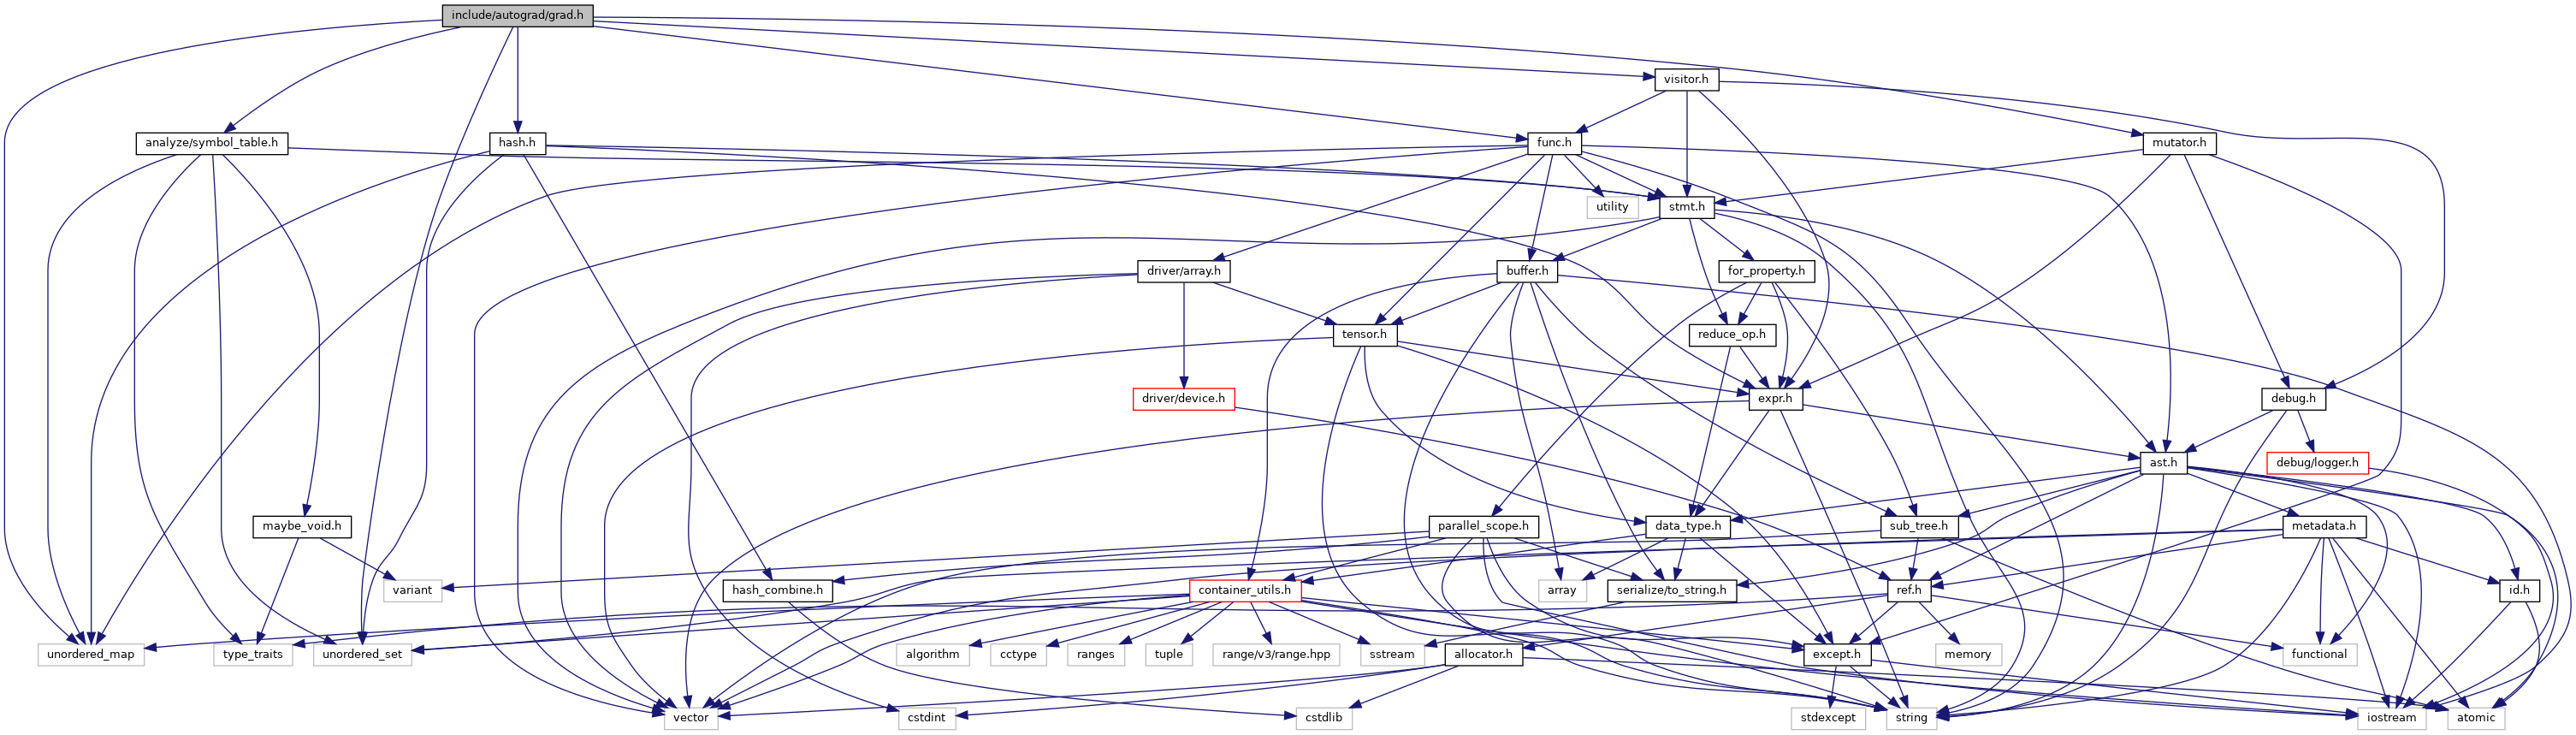 include/autograd/grad.h
visitor.h
analyze/symbol_table.h
hash.h
func.h
mutator.h
utility
stmt.h
driver/array.h
buffer.h
for_property.h
tensor.h
reduce_op.h
driver/device.h
expr.h
debug.h
ast.h
debug/logger.h
maybe_void.h
parallel_scope.h
data_type.h
sub_tree.h
metadata.h
variant
hash_combine.h
container_utils.h
array
serialize/to_string.h
ref.h
id.h
unordered_map
type_traits
unordered_set
algorithm
cctype
ranges
tuple
range/v3/range.hpp
sstream
allocator.h
except.h
memory
functional
vector
cstdint
cstdlib
stdexcept
string
iostream
atomic